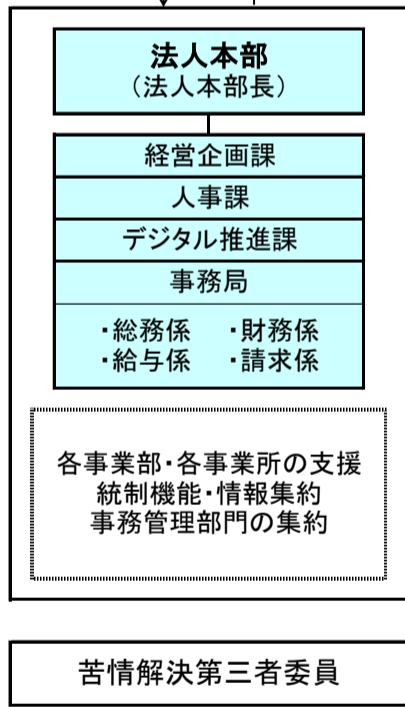 法人本部
（法人本部長）
経営企画課
人事課
デジタル推進課
事務局
・総務係　・財務係
・給与係　・請求係
各事業部・各事業所の支援
統制機能・情報集約
事務管理部門の集約
苦情解決第三者委員